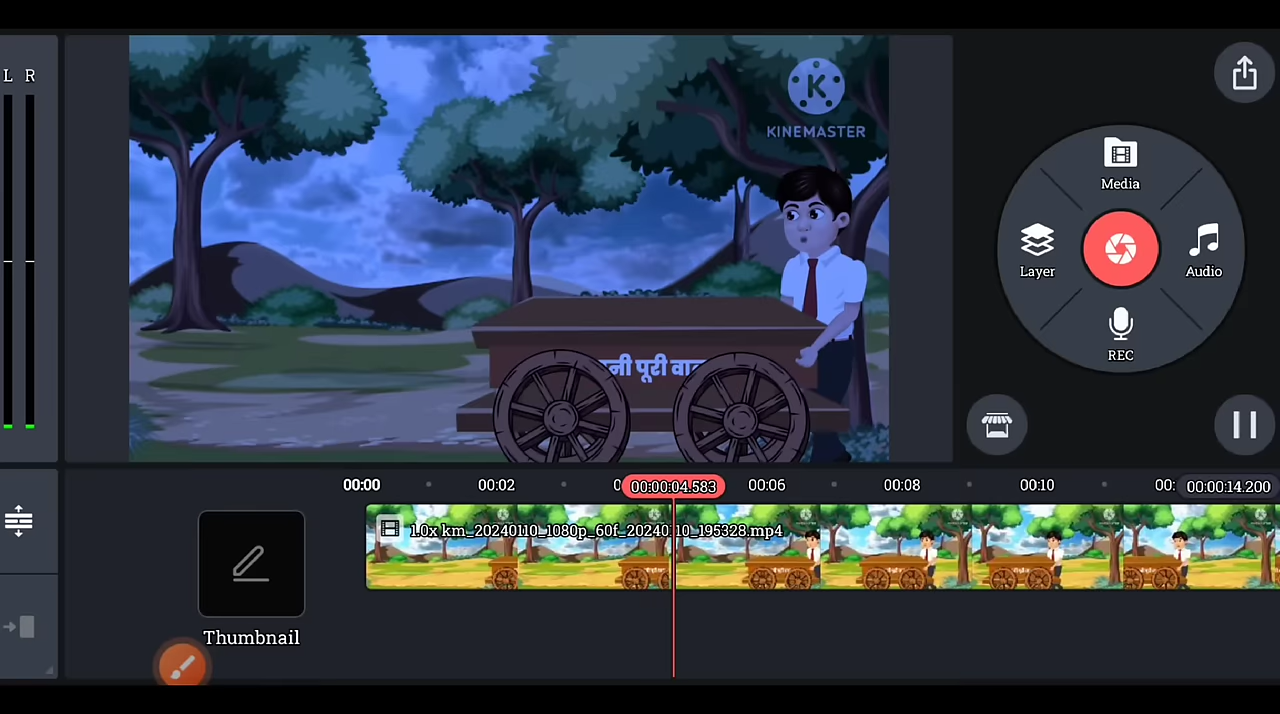 L R
KINEMASTER
Media
Layer
Audio
REC
नी पूरी वा
00:00
00:02
00:00:04.583
00:06
00:08
00:10
00:
00:00:14.200
1.0x km_20240110_1080p_60f_20240110_195328.mp4
Thumbnail